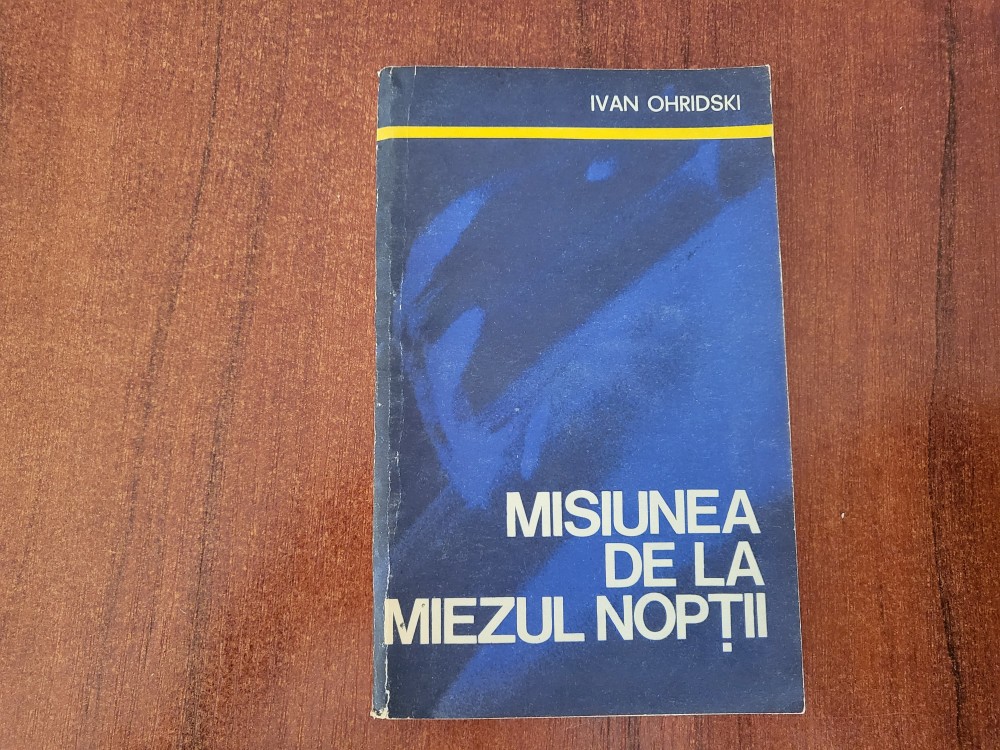 IVAN OHRIDSKI
MISIUNEA
DE LA
MIEZUL NOPȚII